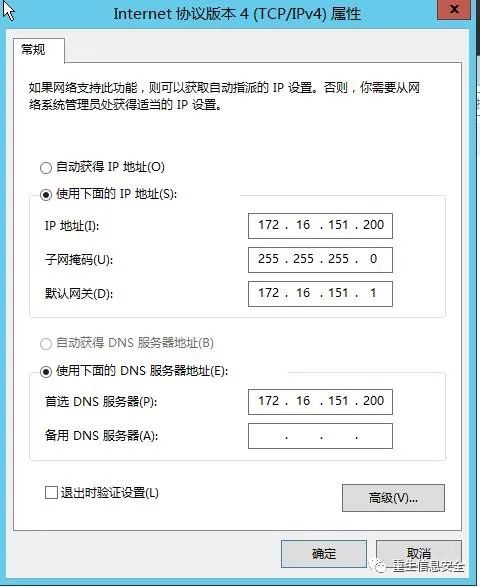 Internet 协议版本 4 (TCP/IPv4) 属性
x
常规
如果网络支持此功能，则可以获取自动指派的 IP 设置。否则，你需要从网
络系统管理员处获得适当的 IP 设置。
自动获得 IP 地址(O)
使用下面的 IP 地址(S):
IP 地址(I): 172 . 16 . 151 . 200
子网掩码(U): 255 . 255 . 255 . 0
默认网关(D): 172 . 16 . 151 . 1
自动获得 DNS 服务器地址(B)
使用下面的 DNS 服务器地址(E):
首选 DNS 服务器(P): 172 . 16 . 151 . 200
备用 DNS 服务器(A): . . .
退出时验证设置(L)
高级(V)...
确定 取消
重生信息安全